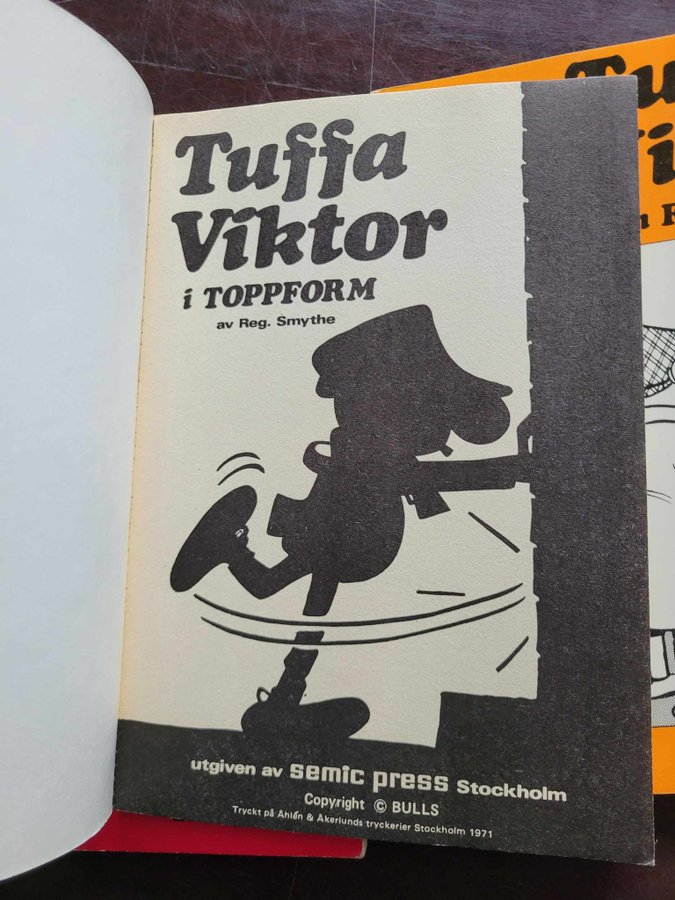 Tuffa
Viktor
i TOPPFORM
av Reg. Smythe
utgiven av semic press Stockholm
Copyright © BULLS
Tryckt på Åhlén & Åkerlunds tryckerier Stockholm 1971
Tu